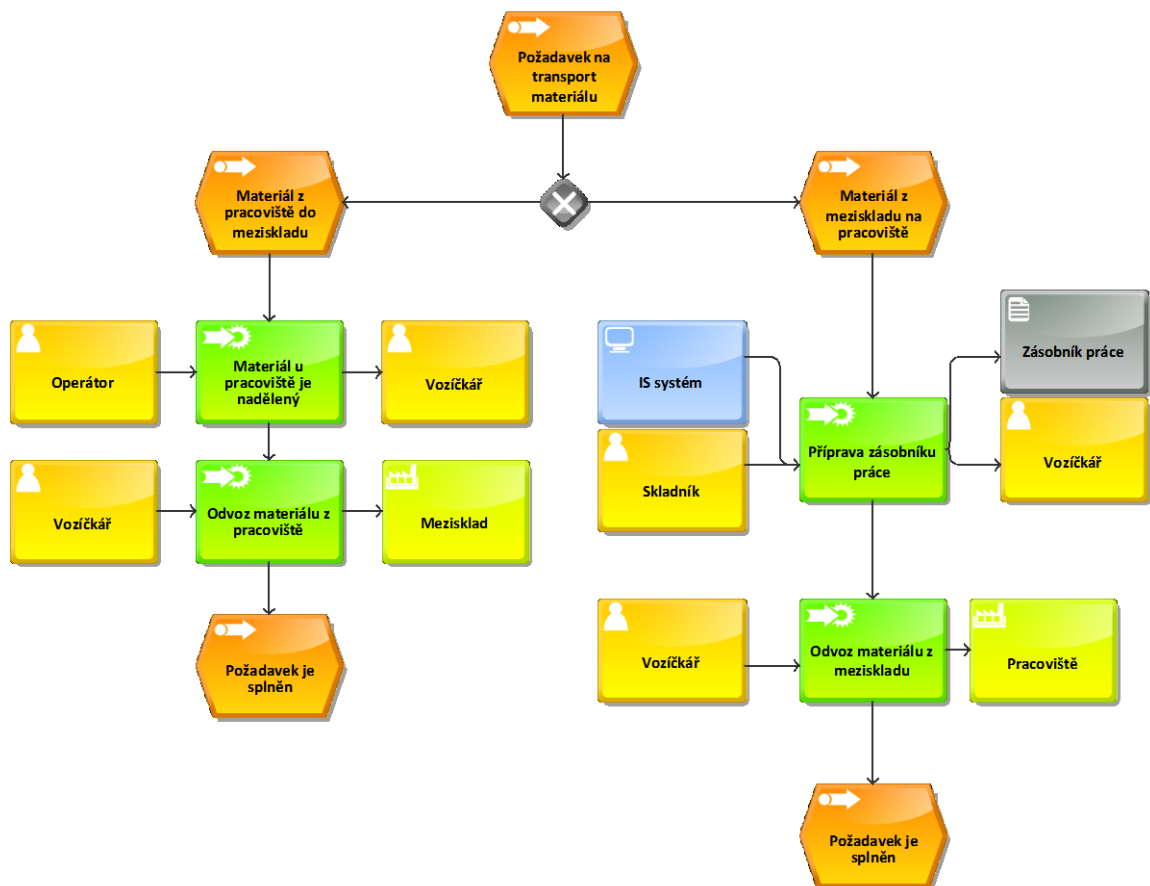 Požadavek na
transport
materiálu
Materiál z
pracoviště do
meziskladu
Materiál z
meziskladu na
pracoviště
Operátor
Materiál u
pracoviště je
nadělený
Vozíčkář
IS systém
Zásobník práce
Skladník
Příprava zásobníku
práce
Vozíčkář
Vozíčkář
Odvoz materiálu z
pracoviště
Mezisklad
Požadavek je
splněn
Vozíčkář
Odvoz materiálu z
meziskladu
Pracoviště
Požadavek je
splněn